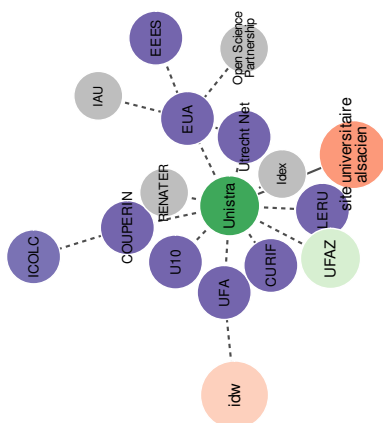 EEES
Open Science
Partnership
IAU
EUA
Utrecht Net
Idex
site universitaire
alsacien
RENATER
Unistra
LERU
COUPERIN
ICOLC
U10
UFA
CURIF
UFAZ
idw